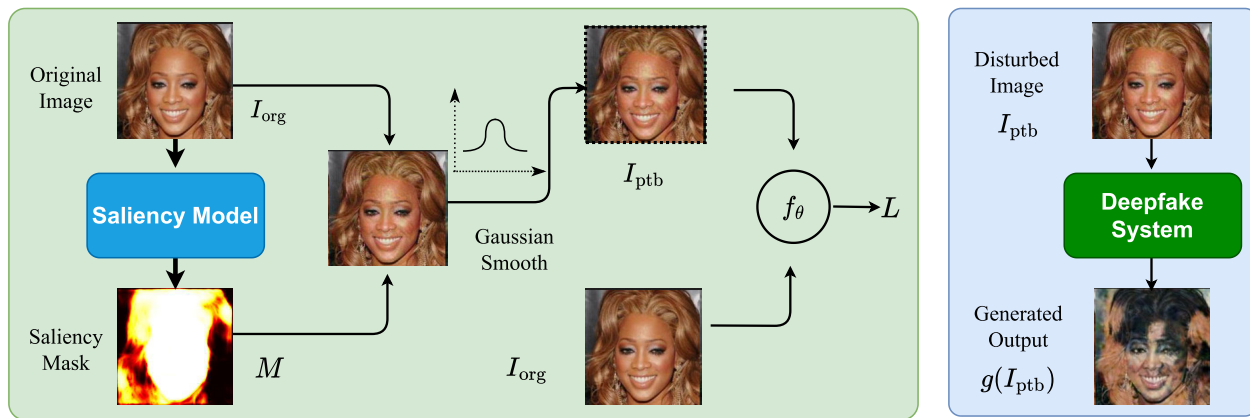 Original
Image
I_org
Saliency Model
Saliency
Mask
M
Gaussian
Smooth
I_ptb
I_org
f_θ
L
Disturbed
Image
I_ptb
Deepfake
System
Generated
Output
g(I_ptb)